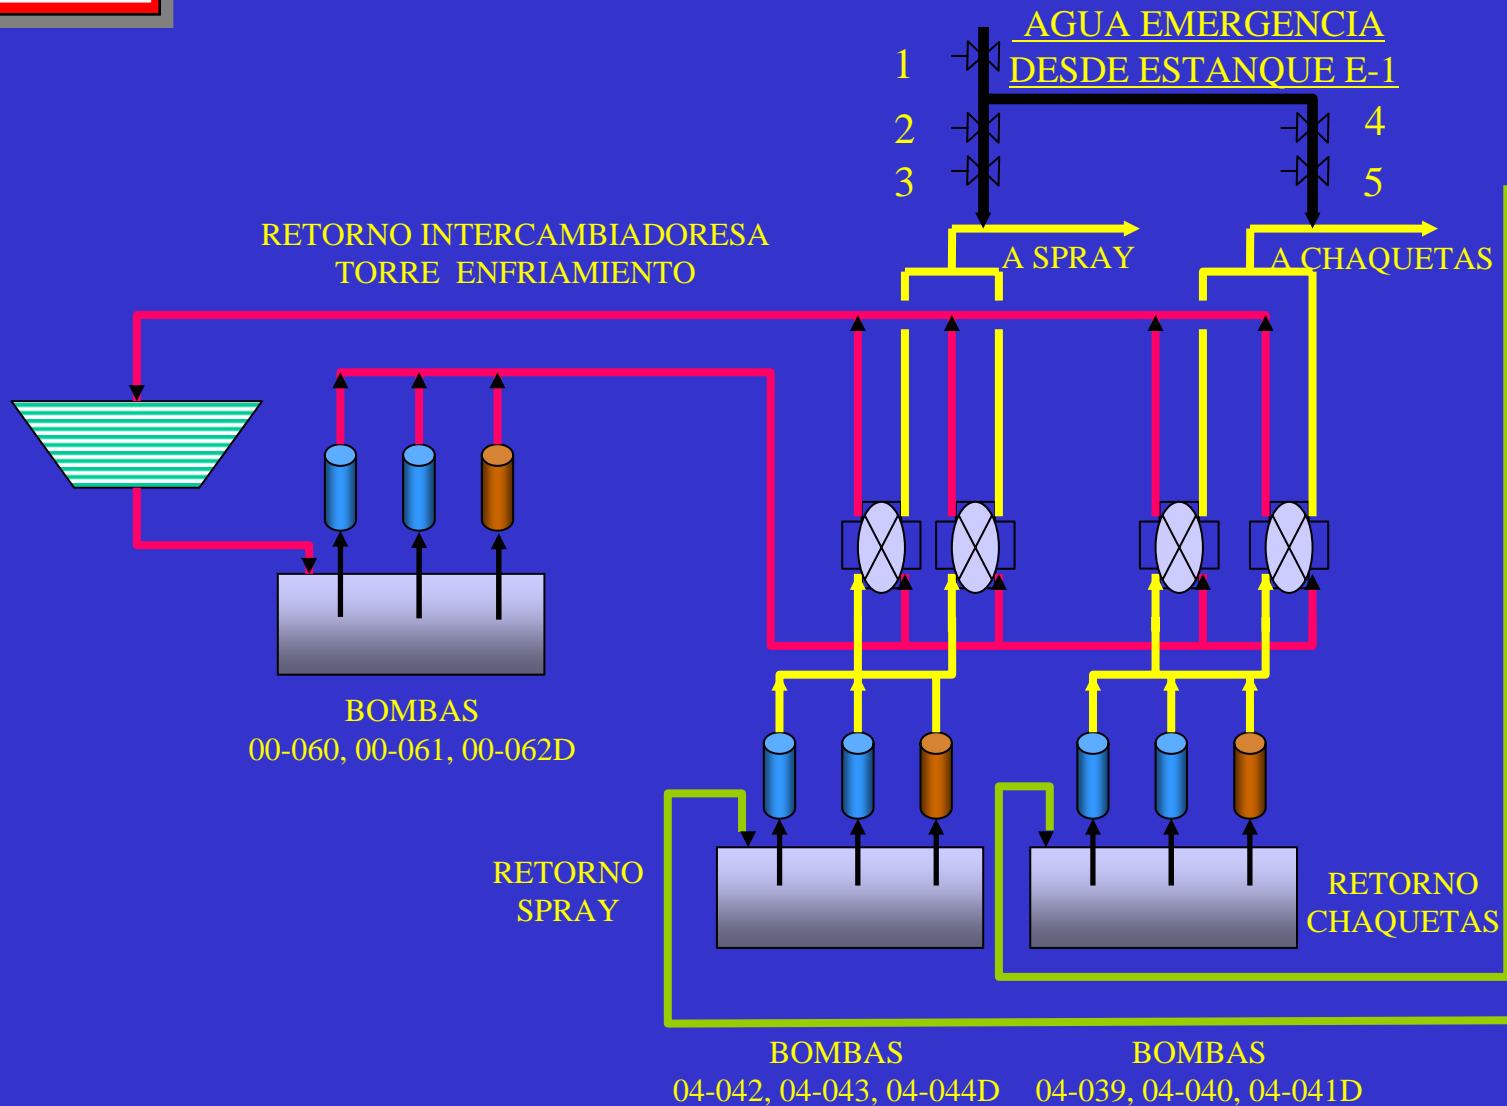 AGUA EMERGENCIA
DESDE ESTANQUE E-1
1
2
3
4
5
RETORNO INTERCAMBIADORESA
TORRE ENFRIAMIENTO
A SPRAY
A CHAQUETAS
BOMBAS
00-060, 00-061, 00-062D
RETORNO
SPRAY
RETORNO
CHAQUETAS
BOMBAS
04-042, 04-043, 04-044D
BOMBAS
04-039, 04-040, 04-041D